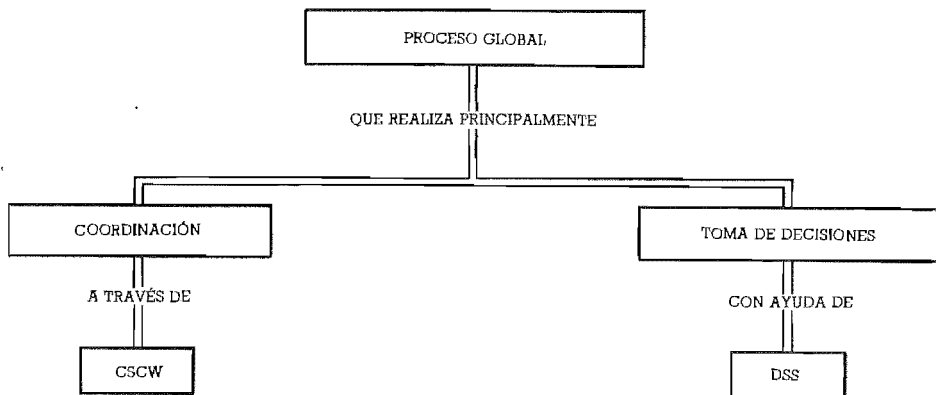 PROCESO GLOBAL
QUE REALIZA PRINCIPALMENTE
COORDINACIÓN
TOMA DE DECISIONES
A TRAVÉS DE
CON AYUDA DE
CSCW
DSS